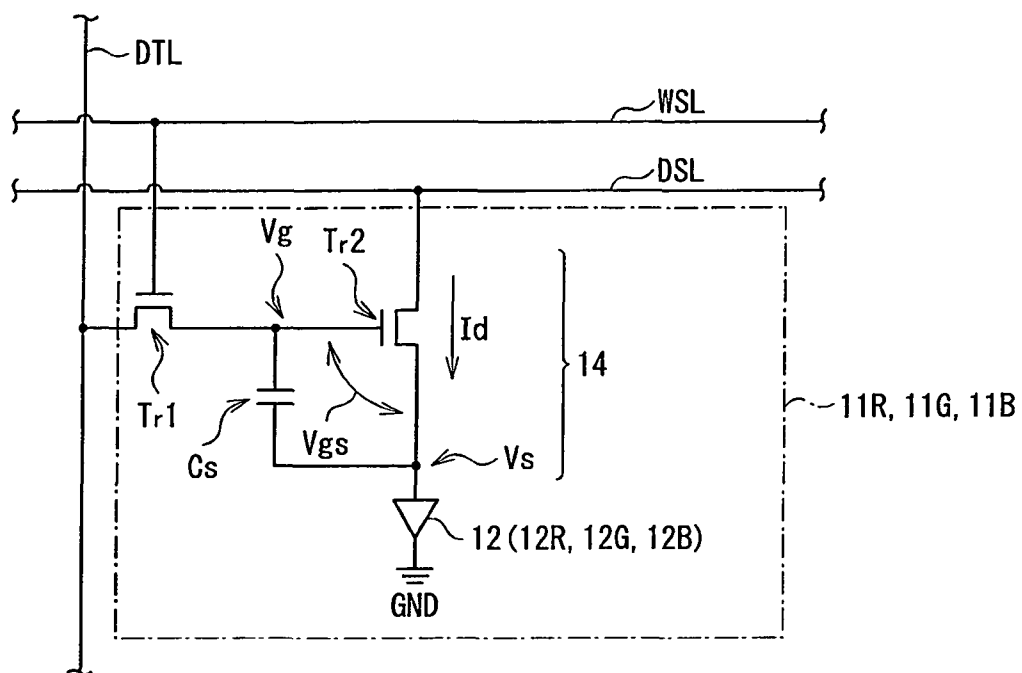 DTL
WSL
DSL
Vg
Tr2
Id
14
Tr1
Cs
Vgs
Vs
11R, 11G, 11B
12 (12R, 12G, 12B)
GND